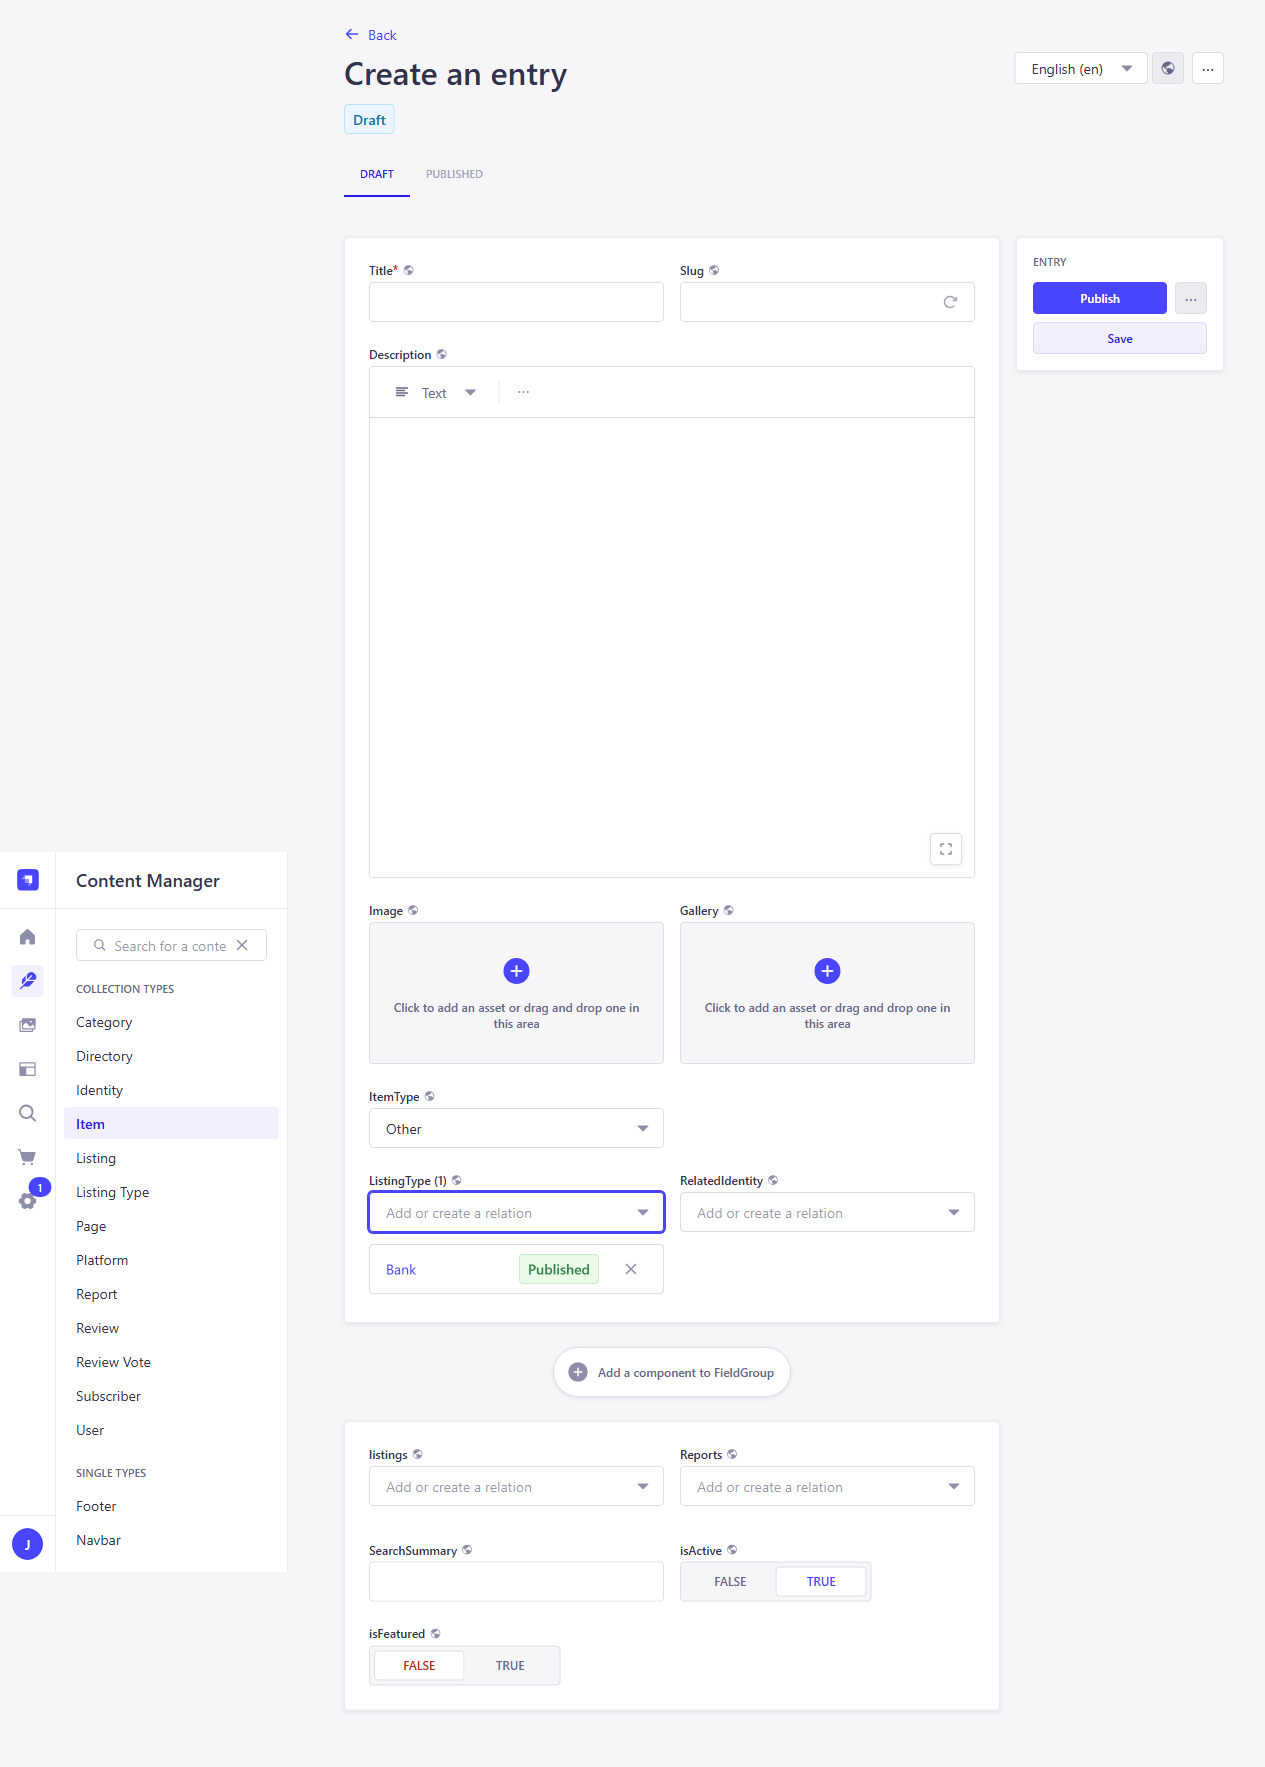 Back
Create an entry
English (en)
...
Draft
DRAFT
PUBLISHED
Title*
Slug
Description
Text
...
ENTRY
Publish
...
Save
Content Manager
Search for a conte
COLLECTION TYPES
Category
Directory
Identity
Item
Listing
Listing Type
Page
Platform
Report
Review
Review Vote
Subscriber
User
SINGLE TYPES
Footer
Navbar
1
J
Image
Gallery
Click to add an asset or drag and drop one in
this area
Click to add an asset or drag and drop one in
this area
ItemType
Other
ListingType (1)
RelatedIdentity
Add or create a relation
Add or create a relation
Bank
Published
Add a component to FieldGroup
listings
Reports
Add or create a relation
Add or create a relation
SearchSummary
isActive
FALSE
TRUE
isFeatured
FALSE
TRUE